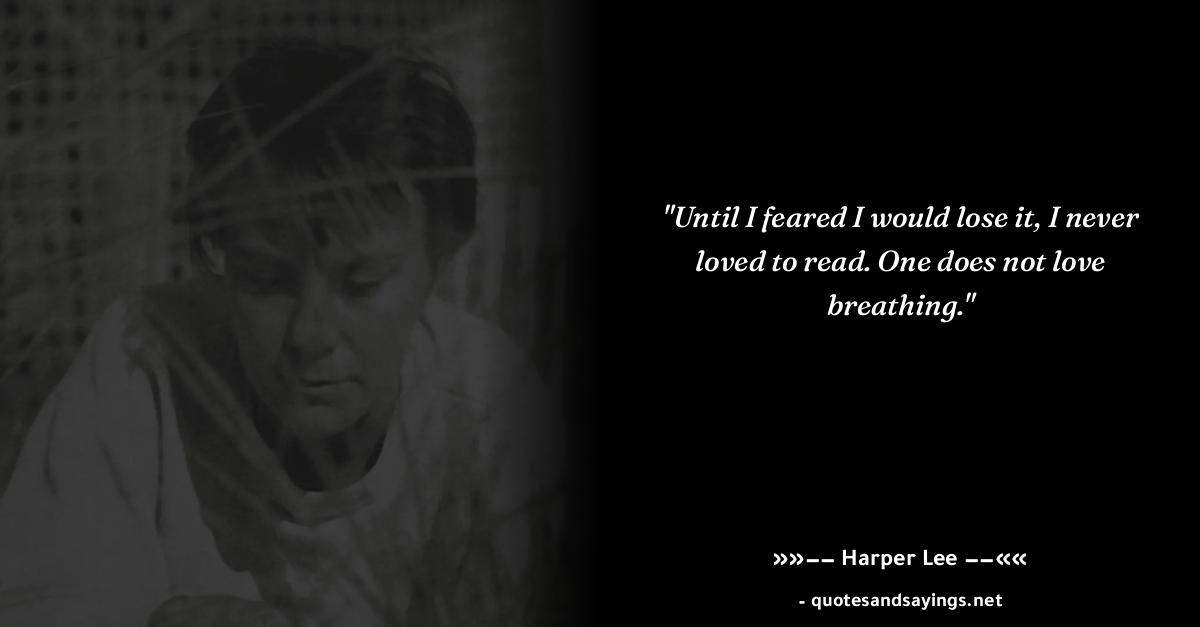 "Until I feared I would lose it, I never
loved to read. One does not love
breathing."
»»−− Harper Lee −−««
- quotesandsayings.net